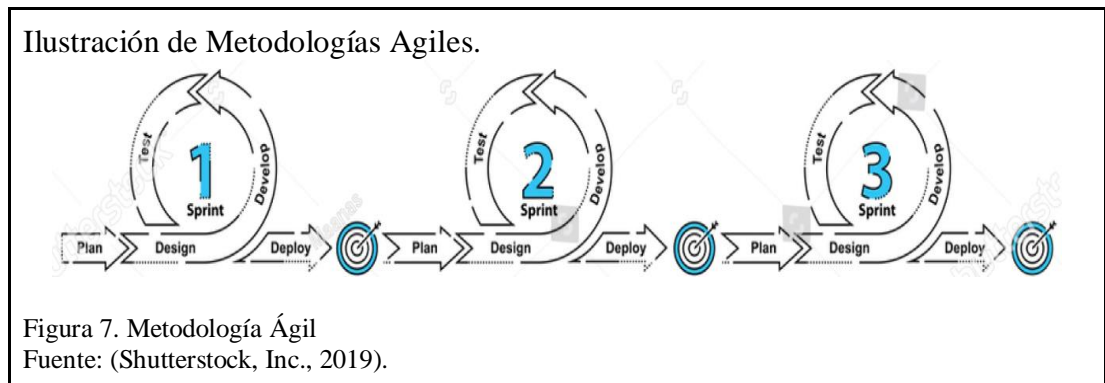 Ilustración de Metodologías Agiles.
Test
Develop
1
Sprint
Plan
Design
Deploy
Test
Develop
2
Sprint
Plan
Design
Deploy
Test
Develop
3
Sprint
Plan
Design
Deploy
Figura 7. Metodología Ágil
Fuente: (Shutterstock, Inc., 2019).